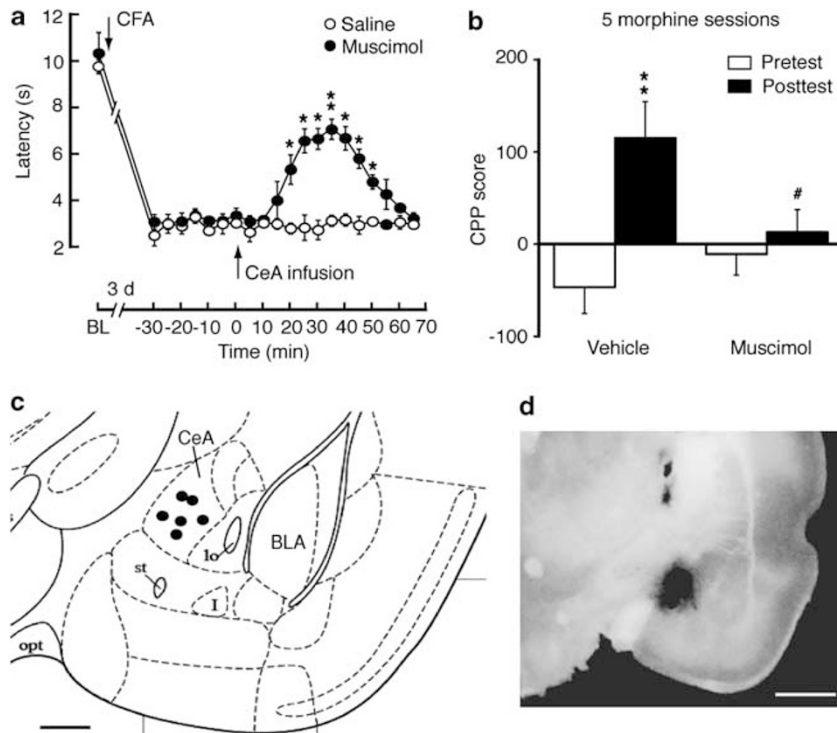 a
CFA
Saline
Muscimol
Latency (s)
12
10
8
6
4
2
* * * * * * * *
CeA infusion
3 d
BL -30 -20 -10 0 10 20 30 40 50 60 70
Time (min)
b
5 morphine sessions
Pretest
Posttest
CPP score
200
100
0
-100
* *
#
Vehicle Muscimol
c
CeA
BLA
lo
st
I
opt
d